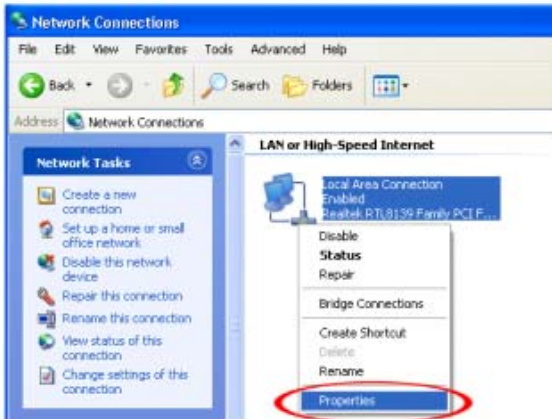 Network Connections
File Edit View Favorites Tools Advanced Help
Back Search Folders
Address Network Connections
Network Tasks
Create a new
connection
Set up a home or small
office network
Disable this network
device
Repair this connection
Rename this connection
View status of this
connection
Change settings of this
connection
LAN or High-Speed Internet
Local Area Connection
Enabled
Realtek RTL8139 Family PCI F...
Disable
Status
Repair
Bridge Connections
Create Shortcut
Delete
Rename
Properties